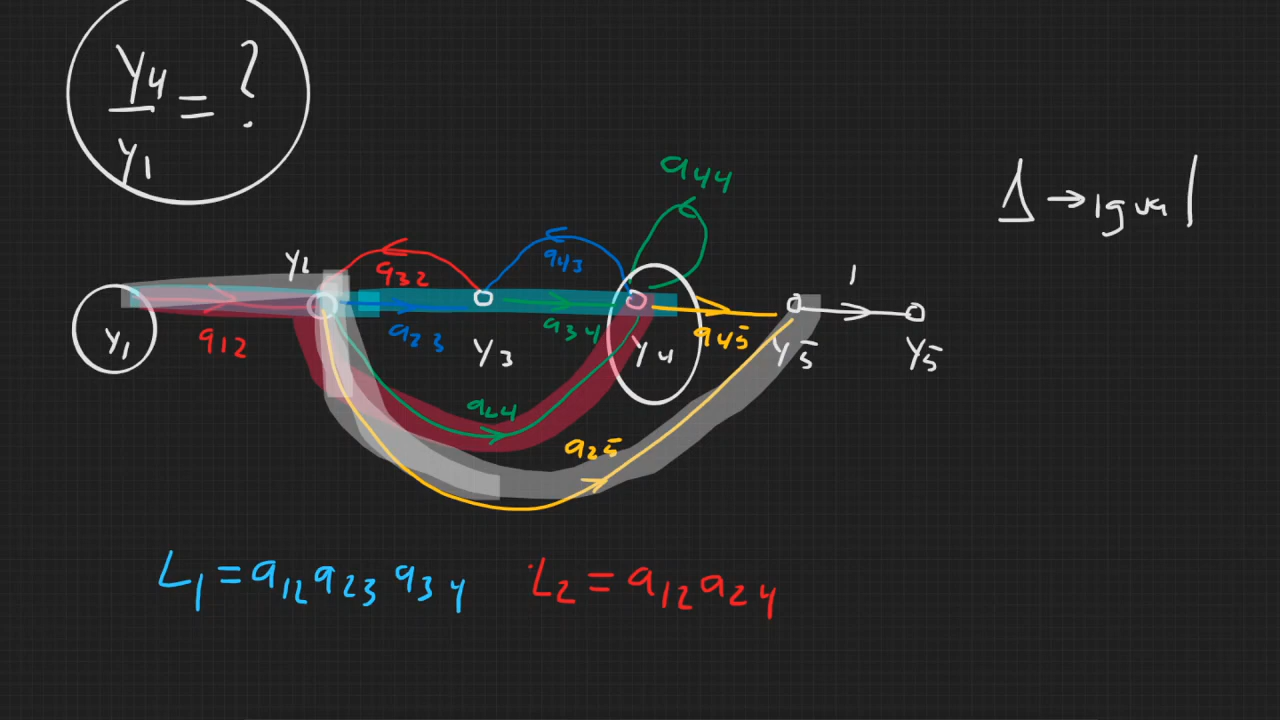 y4/y1 = ?
a44
Δ → igual
y2 a32 a43 1
y1 a12 a23 y3 a34 y4 a45 y5 y5
a24
a25
L1 = a12 a23 a34 L2 = a12 a24